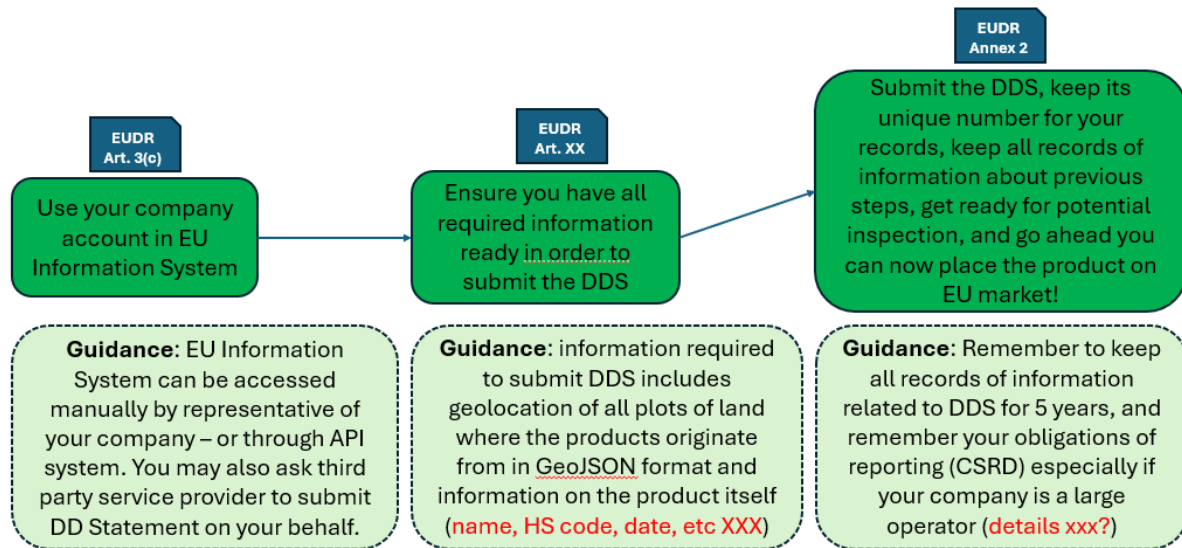 EUDR
Art. 3(c)
Use your company
account in EU
Information System
Guidance: EU Information
System can be accessed
manually by representative of
your company – or through API
system. You may also ask third
party service provider to submit
DD Statement on your behalf.
EUDR
Art. XX
Ensure you have all
required information
ready in order to
submit the DDS
Guidance: information required
to submit DDS includes
geolocation of all plots of land
where the products originate
from in GeoJSON format and
information on the product itself
(name, HS code, date, etc XXX)
EUDR
Annex 2
Submit the DDS, keep its
unique number for your
records, keep all records of
information about previous
steps, get ready for potential
inspection, and go ahead you
can now place the product on
EU market!
Guidance: Remember to keep
all records of information
related to DDS for 5 years, and
remember your obligations of
reporting (CSRD) especially if
your company is a large
operator (details xxx?)